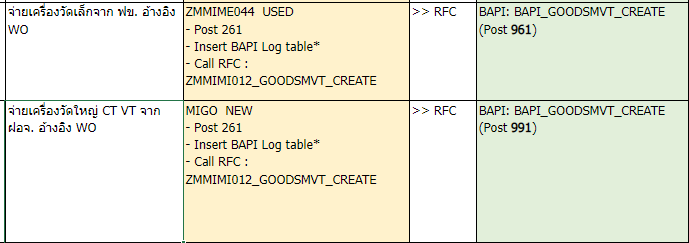 จ่ายเครื่องวัดเล็กจาก ฟข. อ้างอิง
WO
ZMMIME044  USED
- Post 261
- Insert BAPI Log table*
- Call RFC :
ZMMIMI012_GOODSMVT_CREATE
>> RFC
BAPI: BAPI_GOODSMVT_CREATE
(Post 961)
จ่ายเครื่องวัดใหญ่ CT VT จาก
ฝอจ. อ้างอิง WO
MIGO  NEW
- Post 261
- Insert BAPI Log table*
- Call RFC :
ZMMIMI012_GOODSMVT_CREATE
>> RFC
BAPI: BAPI_GOODSMVT_CREATE
(Post 991)